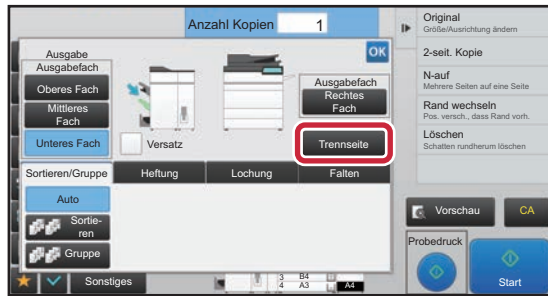 Anzahl Kopien 1
Ausgabe
OK
Ausgabefach
Oberes Fach
Mittleres
Fach
Unteres Fach
Versatz
Ausgabefach
Rechtes
Fach
Trennseite
Sortieren/Gruppe
Heftung
Lochung
Falten
Auto
Sortie-
ren
Gruppe
Sonstiges
3 B4
4 A3
A4
Original
Größe/Ausrichtung ändern
2-seit. Kopie
N-auf
Mehrere Seiten auf eine Seite
Rand wechseln
Pos. versch., dass Rand vorh.
Löschen
Schatten rundherum löschen
Vorschau
CA
Probedruck
Start